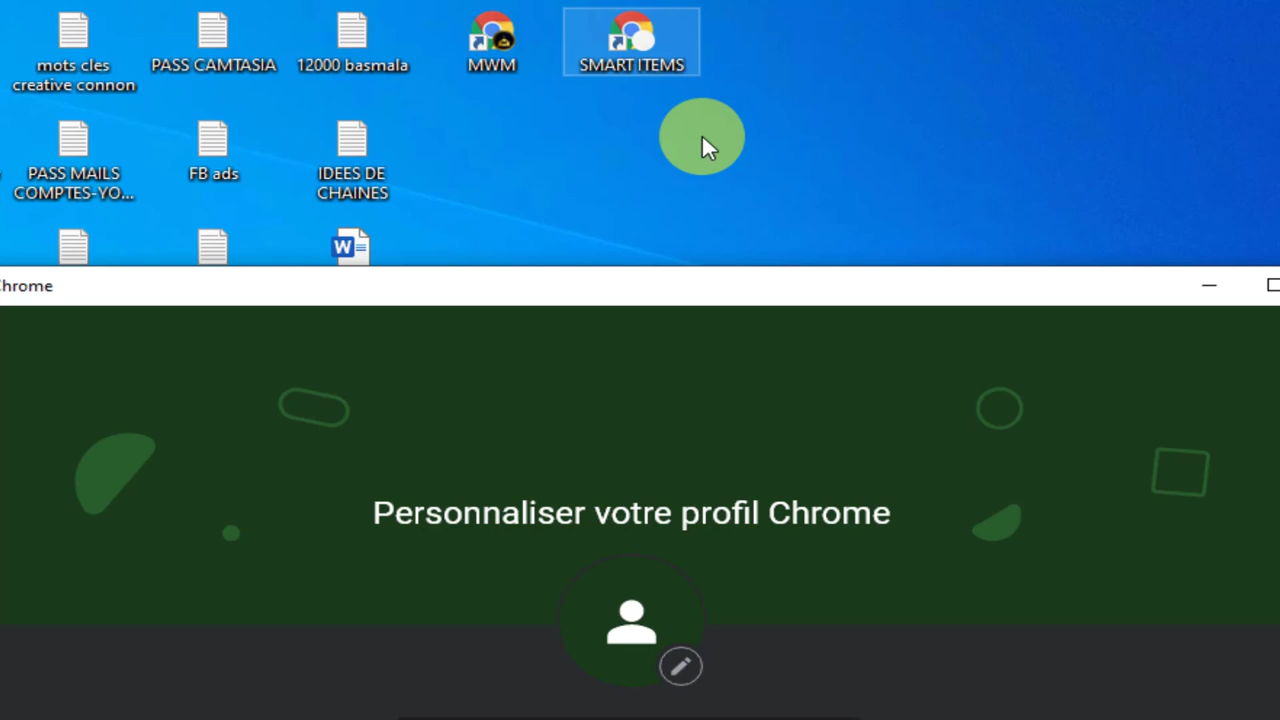 mots cles
creative connon
PASS CAMTASIA
12000 basmala
MWM
SMART ITEMS
PASS MAILS
COMPTES-YO...
FB ads
IDEES DE
CHAINES
W
Chrome
Personnaliser votre profil Chrome